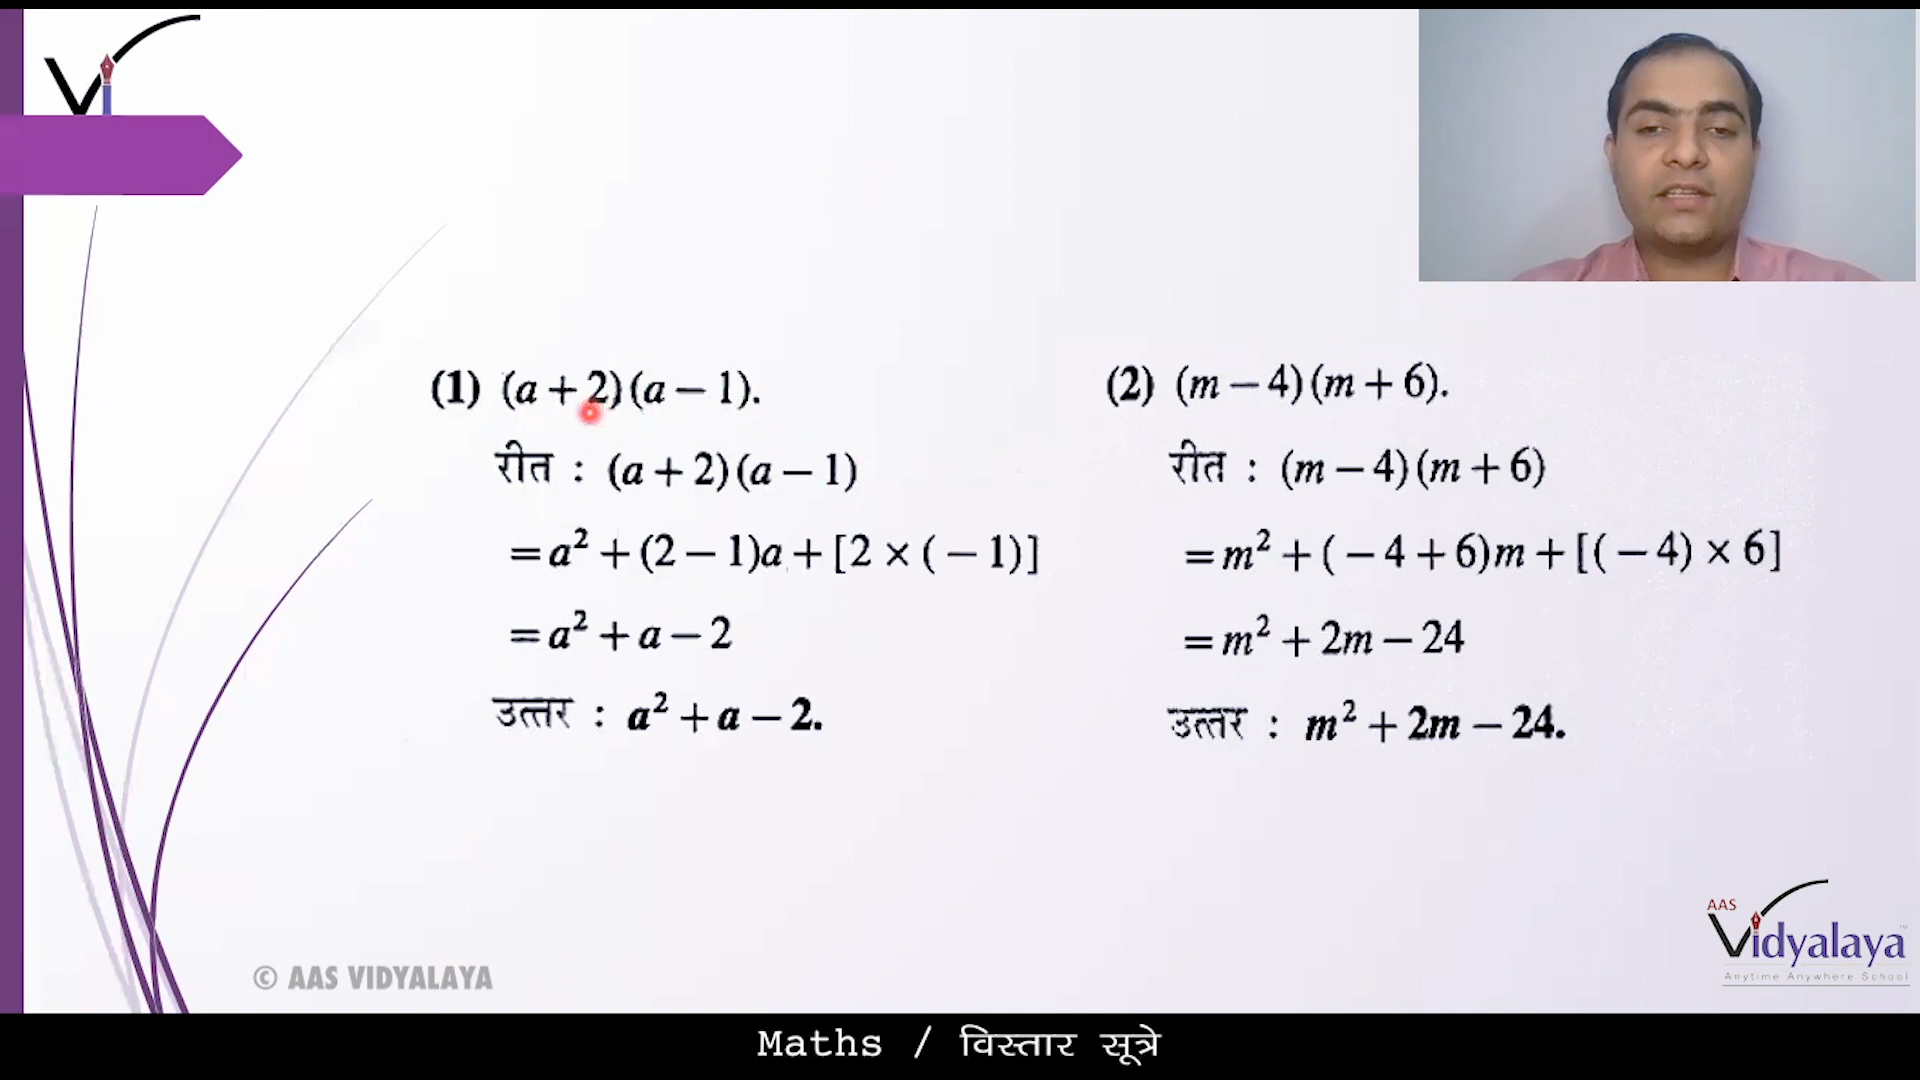 (1) (a + 2)(a − 1).
रीत : (a + 2)(a − 1)
= a² + (2 − 1)a + [2 × ( − 1)]
= a² + a − 2
उत्तर : a² + a − 2.
(2) (m − 4)(m + 6).
रीत : (m − 4)(m + 6)
= m² + ( − 4 + 6)m + [( − 4) × 6]
= m² + 2m − 24
उत्तर : m² + 2m − 24.
AAS
Vidyalaya
Anytime Anywhere School
© AAS VIDYALAYA
Maths / विस्तार सूत्रे